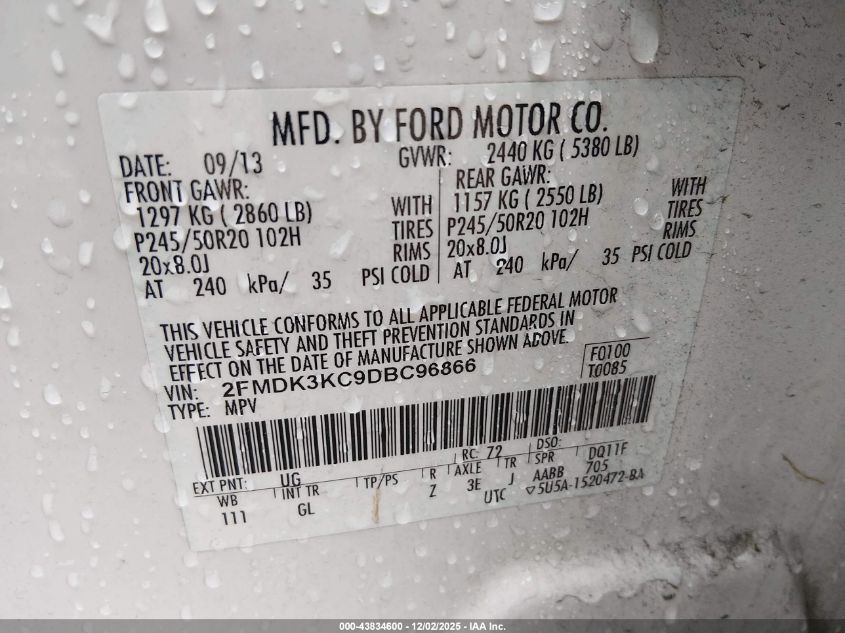 MFD. BY FORD MOTOR CO.
DATE: 09/13 GVWR: 2440 KG ( 5380 LB)
FRONT GAWR: REAR GAWR:
1297 KG ( 2860 LB) WITH 1157 KG ( 2550 LB) WITH
P245/50R20 102H TIRES P245/50R20 102H TIRES
20x8.0J RIMS 20x8.0J RIMS
AT 240 kPa/ 35 PSI COLD AT 240 kPa/ 35 PSI COLD
THIS VEHICLE CONFORMS TO ALL APPLICABLE FEDERAL MOTOR
VEHICLE SAFETY AND THEFT PREVENTION STANDARDS IN
EFFECT ON THE DATE OF MANUFACTURE SHOWN ABOVE.
VIN: 2FMDK3KC9DBC96866 F0100
TYPE: MPV T0085
EXT PNT: UG RC: 72 DSO:
WB INT TR TP/PS R AXLE TR SPR DQ11F
111 GL Z 3E J AABB 705
UTC ▽5U5A-1520472-BA
000-43834600 - 12/02/2025 - IAA Inc.